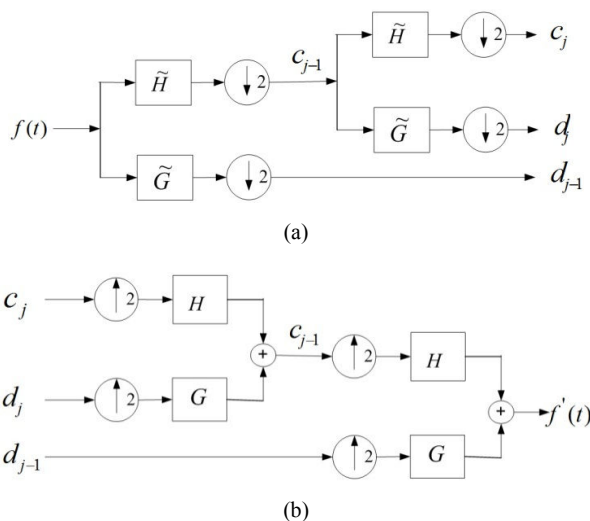 H̃ 2 c_j
c_{j-1}
H̃ 2
f(t) G̃ 2 d_j
G̃ 2 d_{j-1}
(a)
c_j 2 H
c_{j-1}
+ 2 H
d_j 2 G
+ f'(t)
d_{j-1} 2 G
(b)